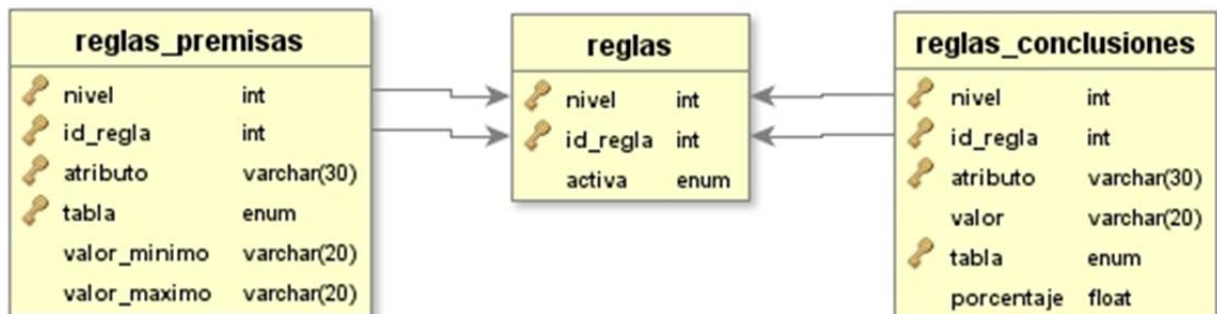 reglas_premisas
nivel int
id_regla int
atributo varchar(30)
tabla enum
valor_minimo varchar(20)
valor_maximo varchar(20)
reglas
nivel int
id_regla int
activa enum
reglas_conclusiones
nivel int
id_regla int
atributo varchar(30)
valor varchar(20)
tabla enum
porcentaje float